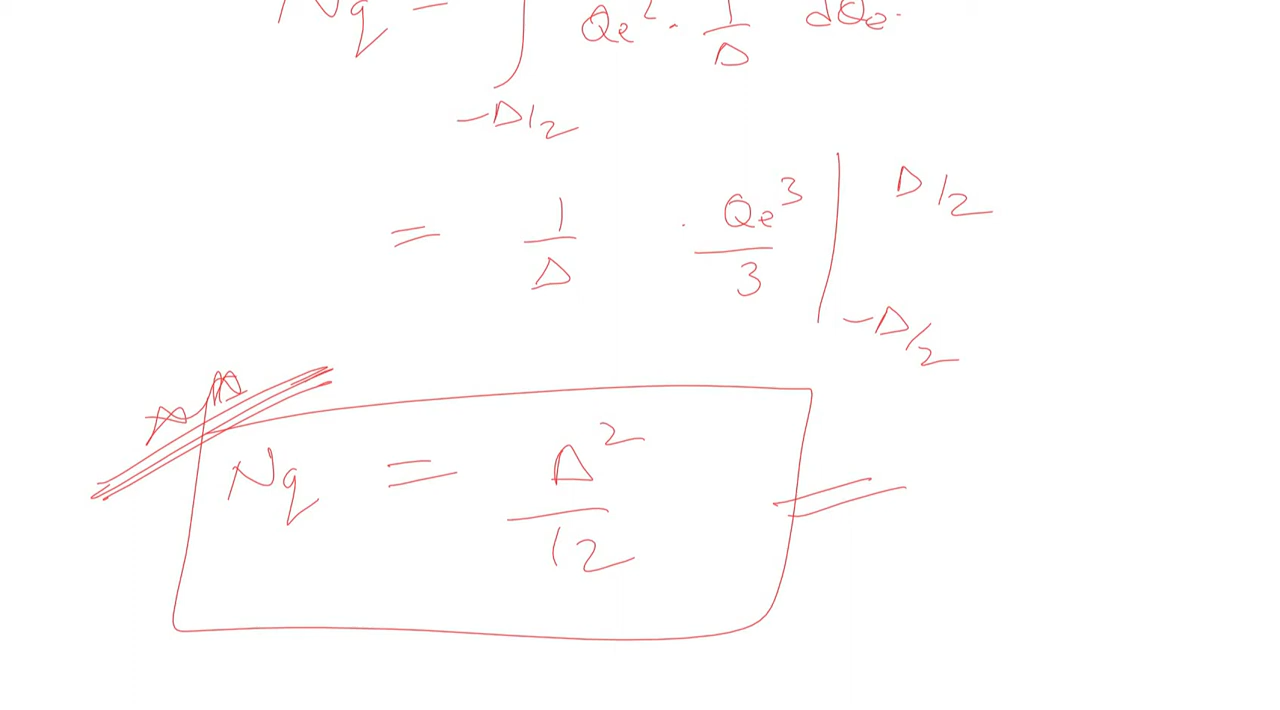 Nq = ∫ Qe² · 1/Δ dQe.
-Δ/2
= 1/Δ · Qe³/3 | Δ/2
-Δ/2
Nq = Δ²/12